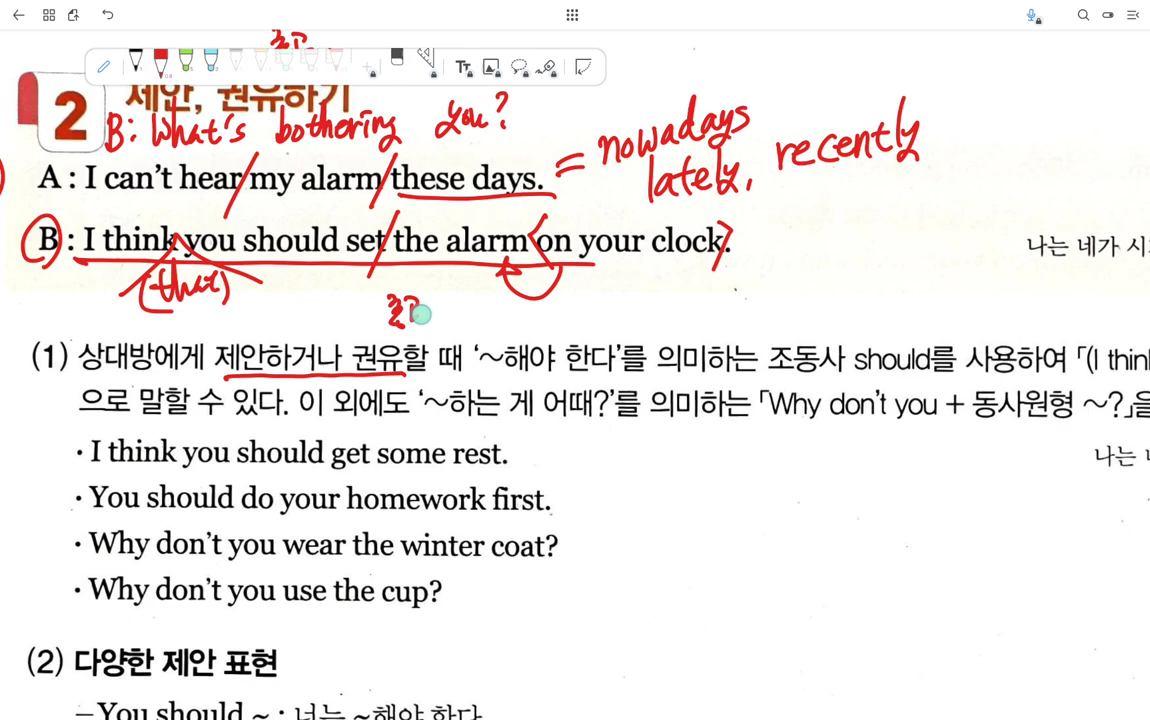 2 제안, 권유하기
B: What's bothering you?
= nowadays
lately, recently
A : I can't hear my alarm these days.
B : I think you should set the alarm on your clock.
나는 네가 시
(that)
(1) 상대방에게 제안하거나 권유할 때 '~해야 한다'를 의미하는 조동사 should를 사용하여 「(I thin
으로 말할 수 있다. 이 외에도 '~하는 게 어때?'를 의미하는 「Why don't you + 동사원형 ~?」을
· I think you should get some rest.
나는
· You should do your homework first.
· Why don't you wear the winter coat?
· Why don't you use the cup?
(2) 다양한 제안 표현
– You should ~ : 너는 ~해야 한다